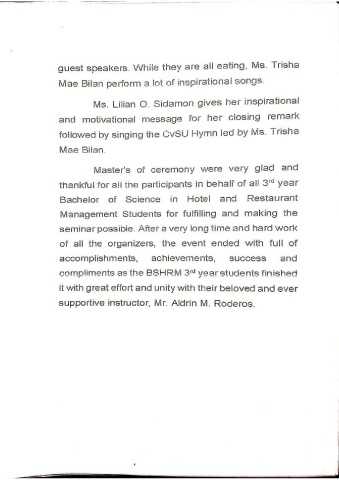 guest speakers. While they are all eating, Ms. Trisha
Mae Bilan perform a lot of inspirational songs.
Ms. Lilian O. Sidamon gives her inspirational
and motivational message for her closing remark
followed by singing the CvSU Hymn led by Ms. Trisha
Mae Bilan.
Master's of ceremony were very glad and
thankful for all the participants in behalf of all 3rd year
Bachelor of Science in Hotel and Restaurant
Management Students for fulfilling and making the
seminar possible. After a very long time and hard work
of all the organizers, the event ended with full of
accomplishments, achievements, success and
compliments as the BSHRM 3rd year students finished
it with great effort and unity with their beloved and ever
supportive instructor, Mr. Aldrin M. Roderos.